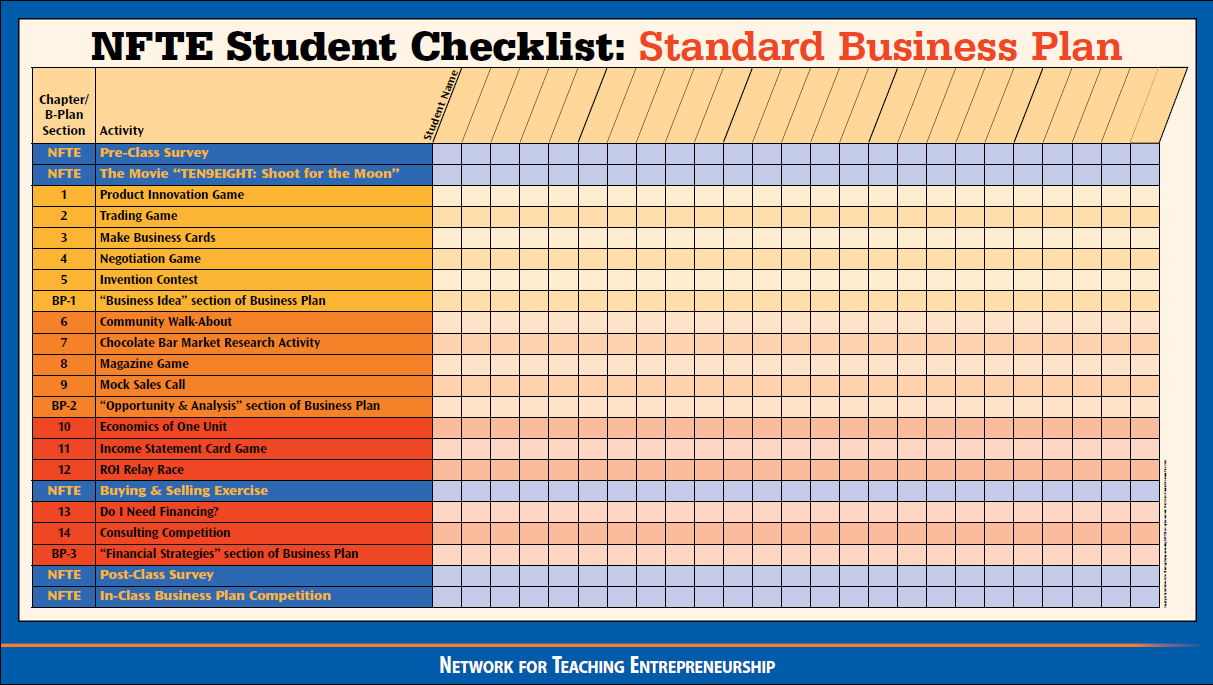 NFTE Student Checklist: Standard Business Plan
Chapter/
B-Plan
Section
Activity
Student Name
NFTE Pre-Class Survey
NFTE The Movie “TEN9EIGHT: Shoot for the Moon”
1 Product Innovation Game
2 Trading Game
3 Make Business Cards
4 Negotiation Game
5 Invention Contest
BP-1 “Business Idea” section of Business Plan
6 Community Walk-About
7 Chocolate Bar Market Research Activity
8 Magazine Game
9 Mock Sales Call
BP-2 “Opportunity & Analysis” section of Business Plan
10 Economics of One Unit
11 Income Statement Card Game
12 ROI Relay Race
NFTE Buying & Selling Exercise
13 Do I Need Financing?
14 Consulting Competition
BP-3 “Financial Strategies” section of Business Plan
NFTE Post-Class Survey
NFTE In-Class Business Plan Competition
NETWORK FOR TEACHING ENTREPRENEURSHIP